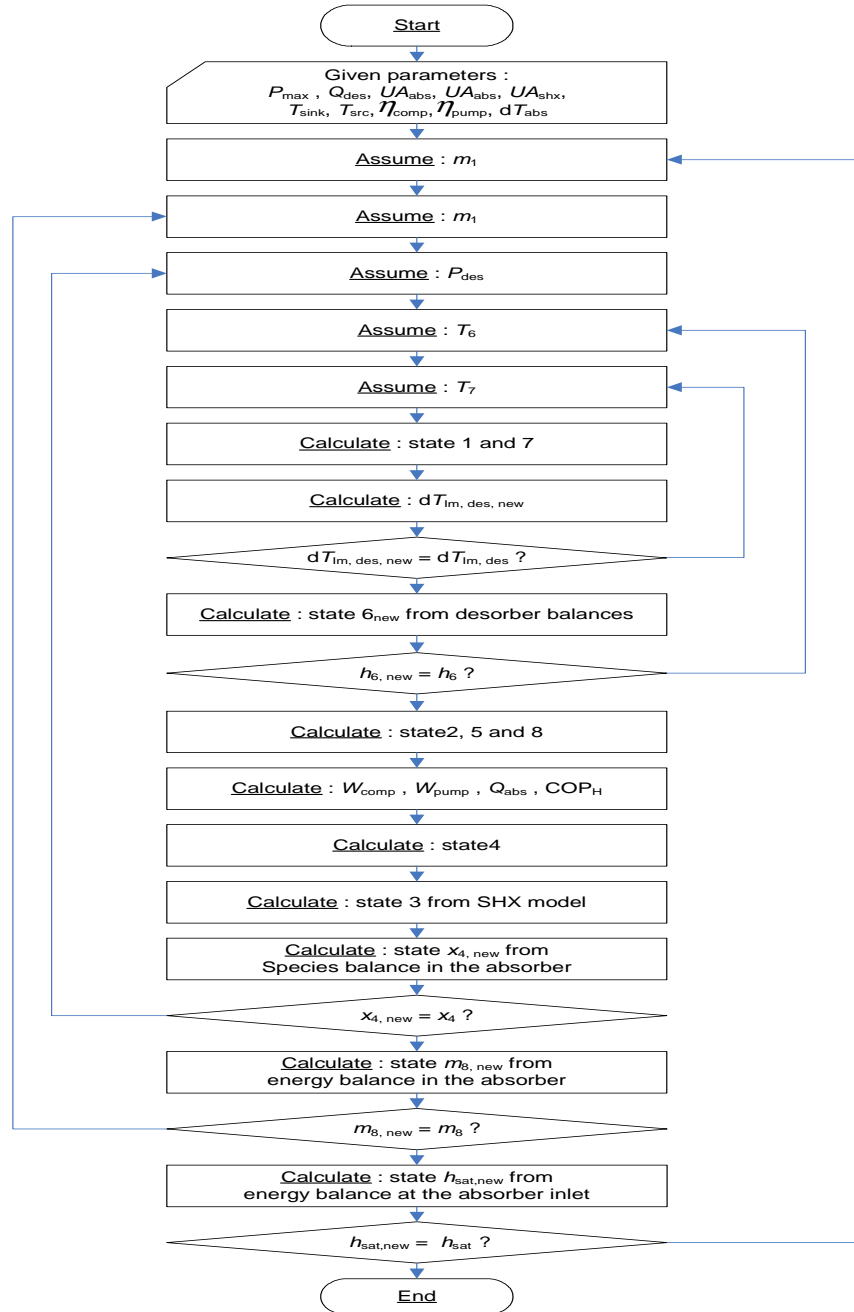 Start
Given parameters :
Pmax , Qdes, UAabs, UAabs, UAshx,
Tsink, Tsrc, ηcomp, ηpump, dTabs
Assume : m1
Assume : m1
Assume : Pdes
Assume : T6
Assume : T7
Calculate : state 1 and 7
Calculate : dTlm, des, new
dTlm, des, new = dTlm, des ?
Calculate : state 6new from desorber balances
h6, new = h6 ?
Calculate : state2, 5 and 8
Calculate : Wcomp , Wpump , Qabs , COPH
Calculate : state4
Calculate : state 3 from SHX model
Calculate : state x4, new from
Species balance in the absorber
x4, new = x4 ?
Calculate : state m8, new from
energy balance in the absorber
m8, new = m8 ?
Calculate : state hsat,new from
energy balance at the absorber inlet
hsat,new = hsat ?
End